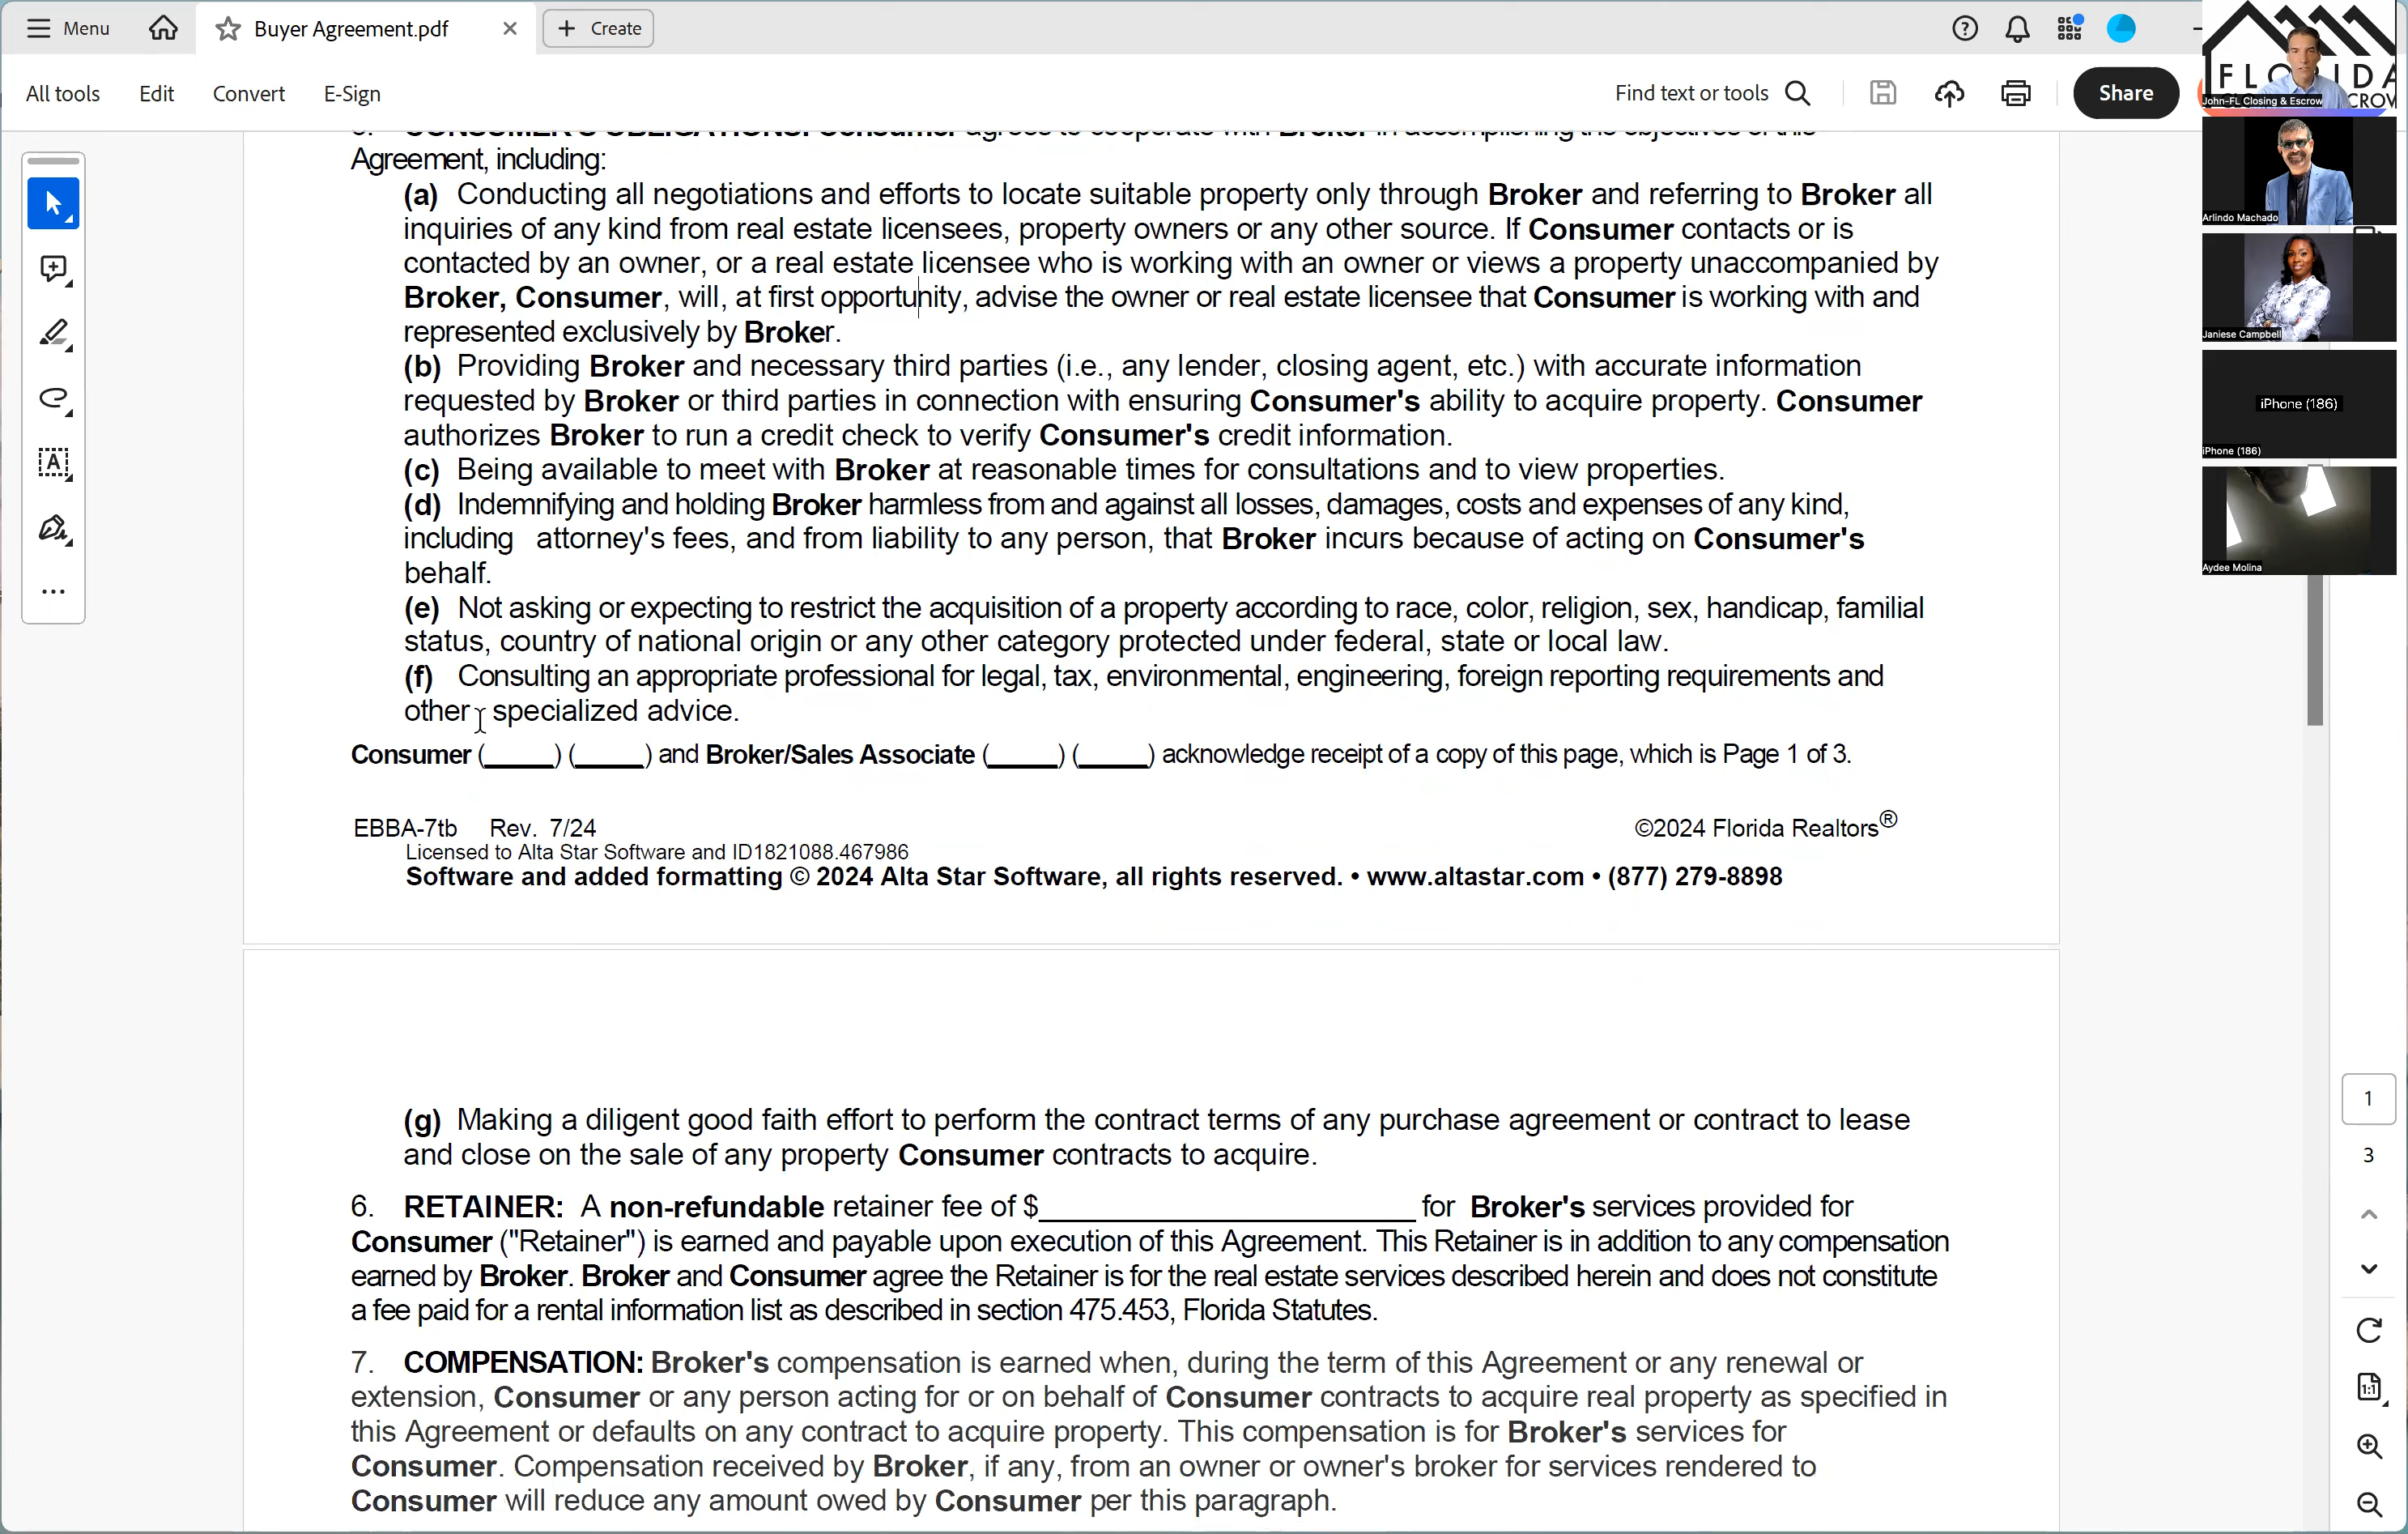 Menu
Buyer Agreement.pdf
Create
All tools
Edit
Convert
E-Sign
Find text or tools
Share
CONSUMER'S OBLIGATIONS: Consumer agrees to cooperate with Broker in accomplishing the objectives of this
Agreement, including:
(a) Conducting all negotiations and efforts to locate suitable property only through Broker and referring to Broker all
inquiries of any kind from real estate licensees, property owners or any other source. If Consumer contacts or is
contacted by an owner, or a real estate licensee who is working with an owner or views a property unaccompanied by
Broker, Consumer, will, at first opportunity, advise the owner or real estate licensee that Consumer is working with and
represented exclusively by Broker.
(b) Providing Broker and necessary third parties (i.e., any lender, closing agent, etc.) with accurate information
requested by Broker or third parties in connection with ensuring Consumer's ability to acquire property. Consumer
authorizes Broker to run a credit check to verify Consumer's credit information.
(c) Being available to meet with Broker at reasonable times for consultations and to view properties.
(d) Indemnifying and holding Broker harmless from and against all losses, damages, costs and expenses of any kind,
including attorney's fees, and from liability to any person, that Broker incurs because of acting on Consumer's
behalf.
(e) Not asking or expecting to restrict the acquisition of a property according to race, color, religion, sex, handicap, familial
status, country of national origin or any other category protected under federal, state or local law.
(f) Consulting an appropriate professional for legal, tax, environmental, engineering, foreign reporting requirements and
other specialized advice.
Consumer (_____) (_____) and Broker/Sales Associate (_____) (_____) acknowledge receipt of a copy of this page, which is Page 1 of 3.
EBBA-7tb Rev. 7/24
©2024 Florida Realtors®
Licensed to Alta Star Software and ID1821088.467986
Software and added formatting © 2024 Alta Star Software, all rights reserved. • www.altastar.com • (877) 279-8898
(g) Making a diligent good faith effort to perform the contract terms of any purchase agreement or contract to lease
and close on the sale of any property Consumer contracts to acquire.
6. RETAINER: A non-refundable retainer fee of $__________________________ for Broker's services provided for
Consumer ("Retainer") is earned and payable upon execution of this Agreement. This Retainer is in addition to any compensation
earned by Broker. Broker and Consumer agree the Retainer is for the real estate services described herein and does not constitute
a fee paid for a rental information list as described in section 475.453, Florida Statutes.
7. COMPENSATION: Broker's compensation is earned when, during the term of this Agreement or any renewal or
extension, Consumer or any person acting for or on behalf of Consumer contracts to acquire real property as specified in
this Agreement or defaults on any contract to acquire property. This compensation is for Broker's services for
Consumer. Compensation received by Broker, if any, from an owner or owner's broker for services rendered to
Consumer will reduce any amount owed by Consumer per this paragraph.
John-FL Closing & Escrow
Arlindo Machado
Janiese Campbell
iPhone (186)
iPhone (186)
Aydee Molina
1
3
1:1